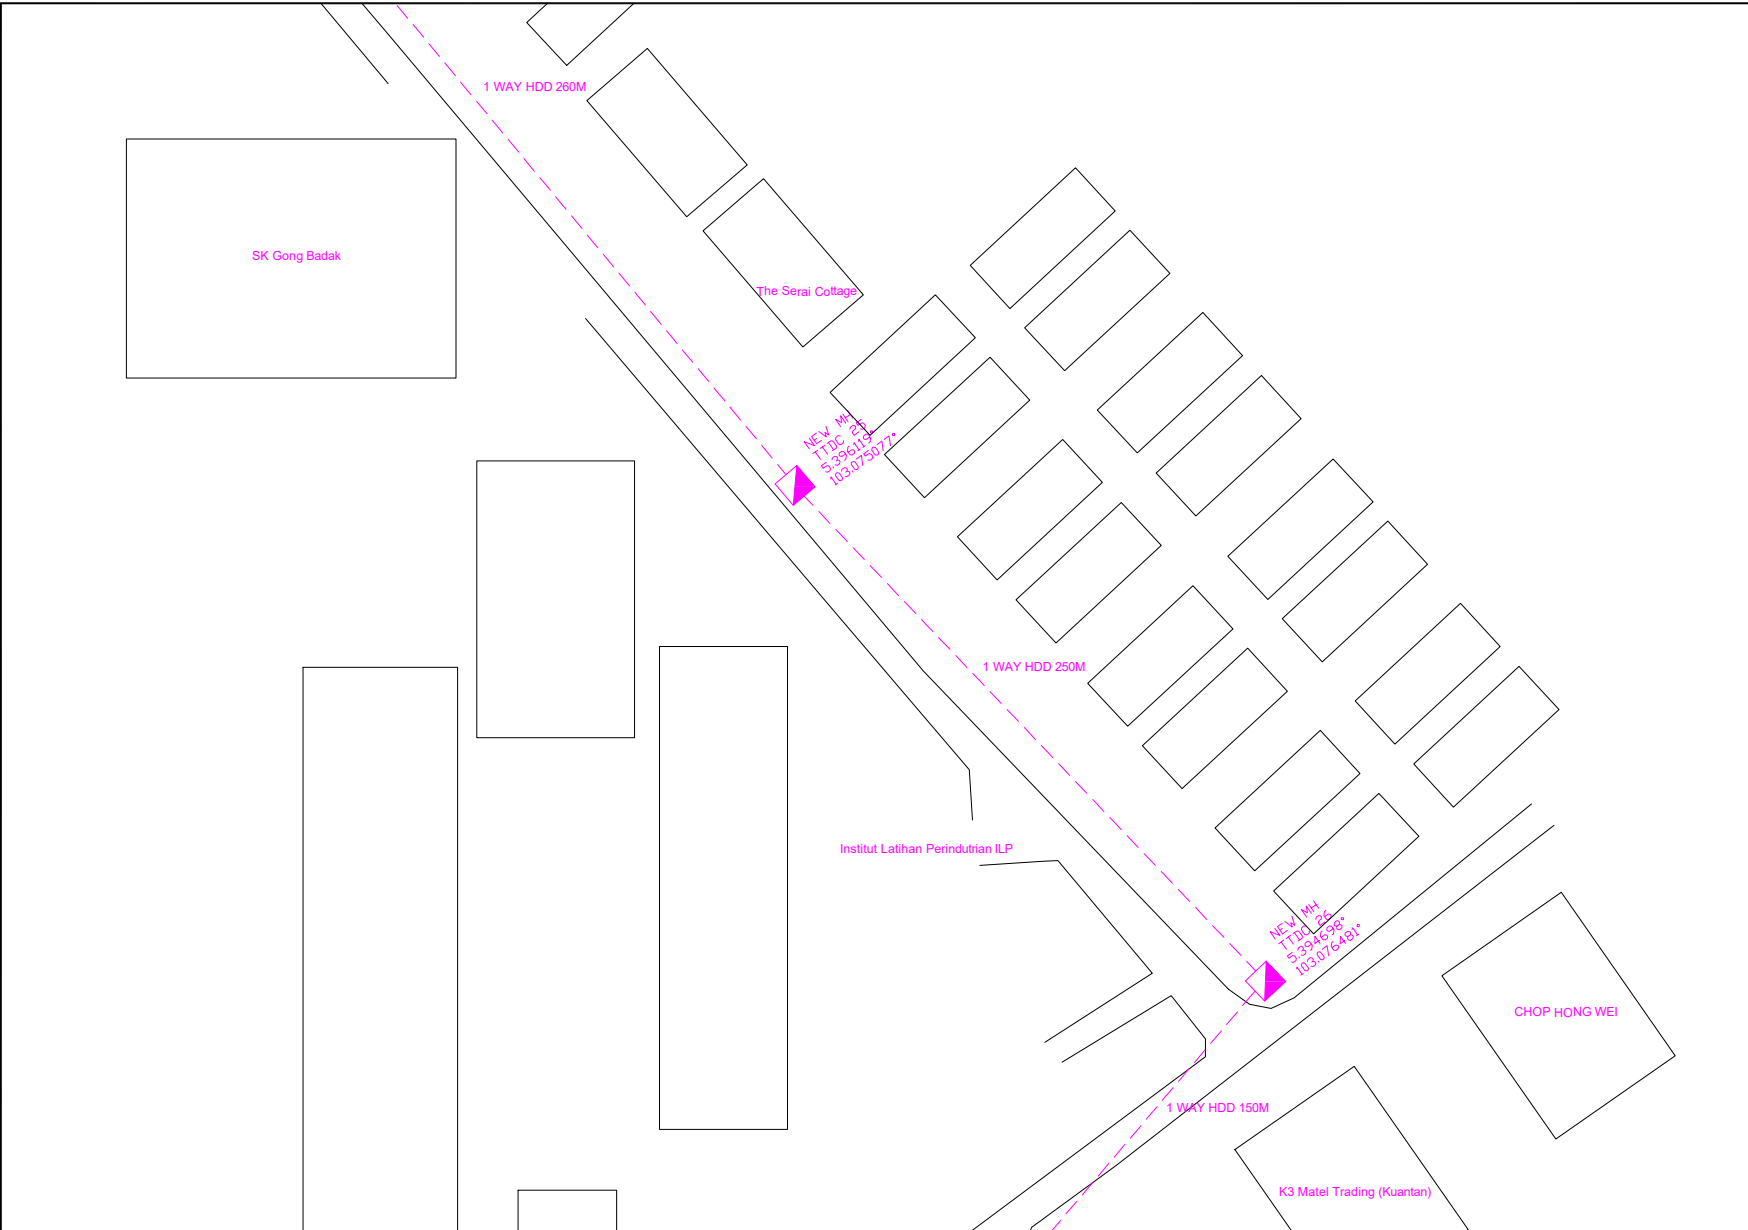 1 WAY HDD 260M
SK Gong Badak
The Serai Cottage
NEW MH
TTDC 25
5.396119°
103.075077°
1 WAY HDD 250M
Institut Latihan Perindutrian ILP
NEW MH
TTDC 26
5.394698°
103.076481°
CHOP HONG WEI
1 WAY HDD 150M
K3 Matel Trading (Kuantan)